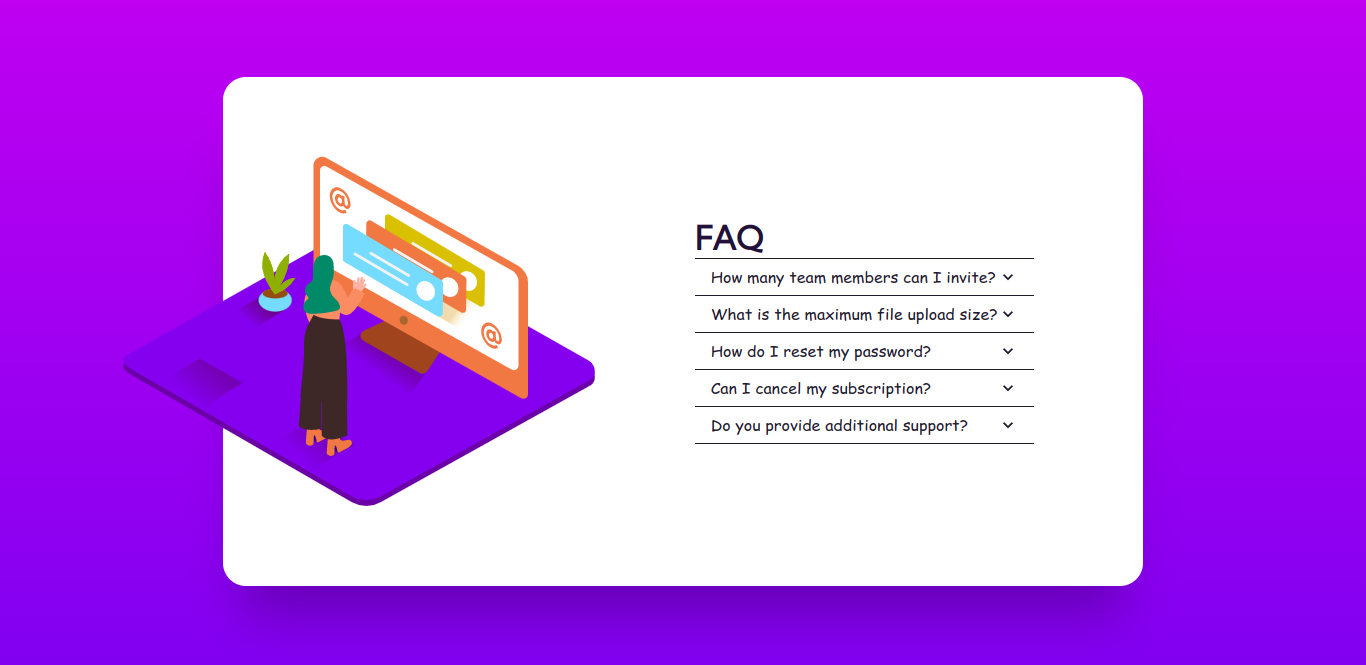 @
@
FAQ
How many team members can I invite?
What is the maximum file upload size?
How do I reset my password?
Can I cancel my subscription?
Do you provide additional support?